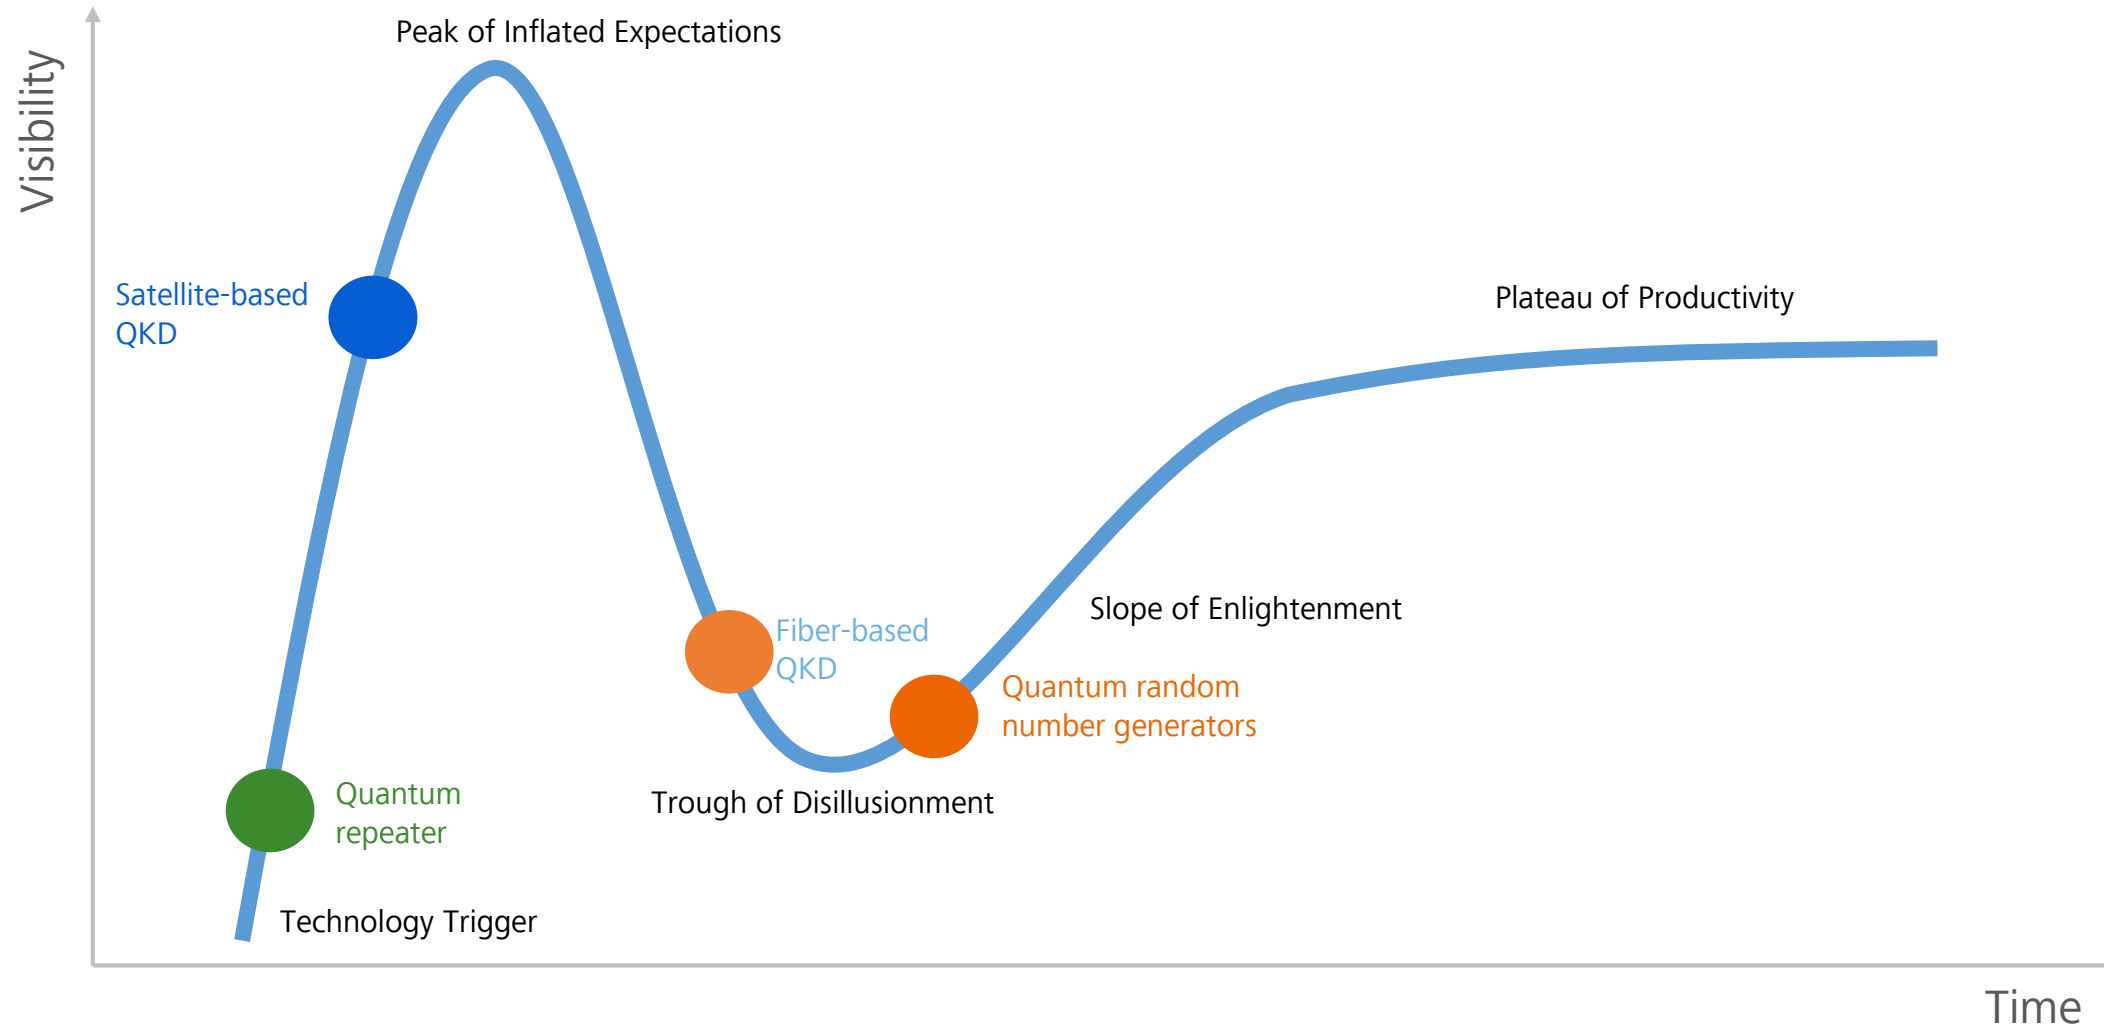 Peak of Inflated Expectations
Visibility
Satellite-based
QKD
Plateau of Productivity
Slope of Enlightenment
Fiber-based
QKD
Quantum random
number generators
Quantum
repeater
Trough of Disillusionment
Technology Trigger
Time